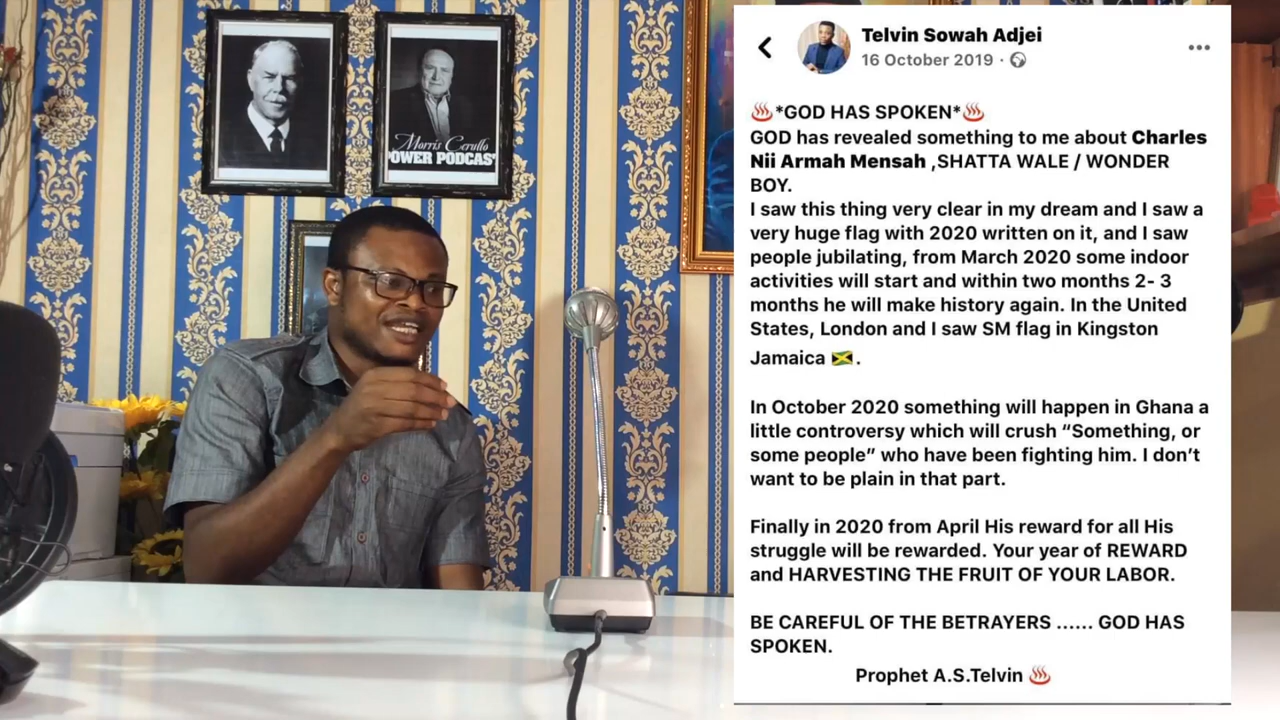 Morris Cerullo
POWER PODCAS
Telvin Sowah Adjei
16 October 2019 ·
♨️*GOD HAS SPOKEN*♨️
GOD has revealed something to me about Charles
Nii Armah Mensah ,SHATTA WALE / WONDER
BOY.
I saw this thing very clear in my dream and I saw a
very huge flag with 2020 written on it, and I saw
people jubilating, from March 2020 some indoor
activities will start and within two months 2- 3
months he will make history again. In the United
States, London and I saw SM flag in Kingston
Jamaica 🇯🇲.
In October 2020 something will happen in Ghana a
little controversy which will crush “Something, or
some people” who have been fighting him. I don’t
want to be plain in that part.
Finally in 2020 from April His reward for all His
struggle will be rewarded. Your year of REWARD
and HARVESTING THE FRUIT OF YOUR LABOR.
BE CAREFUL OF THE BETRAYERS ...... GOD HAS
SPOKEN.
Prophet A.S.Telvin ♨️